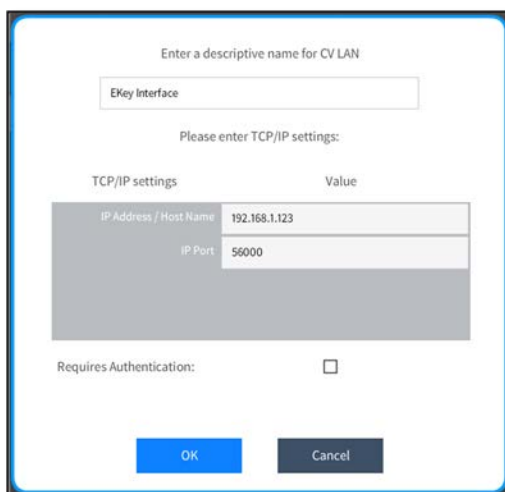 Enter a descriptive name for CV LAN
EKey Interface
Please enter TCP/IP settings:
TCP/IP settings Value
IP Address / Host Name 192.168.1.123
IP Port 56000
Requires Authentication:
OK Cancel